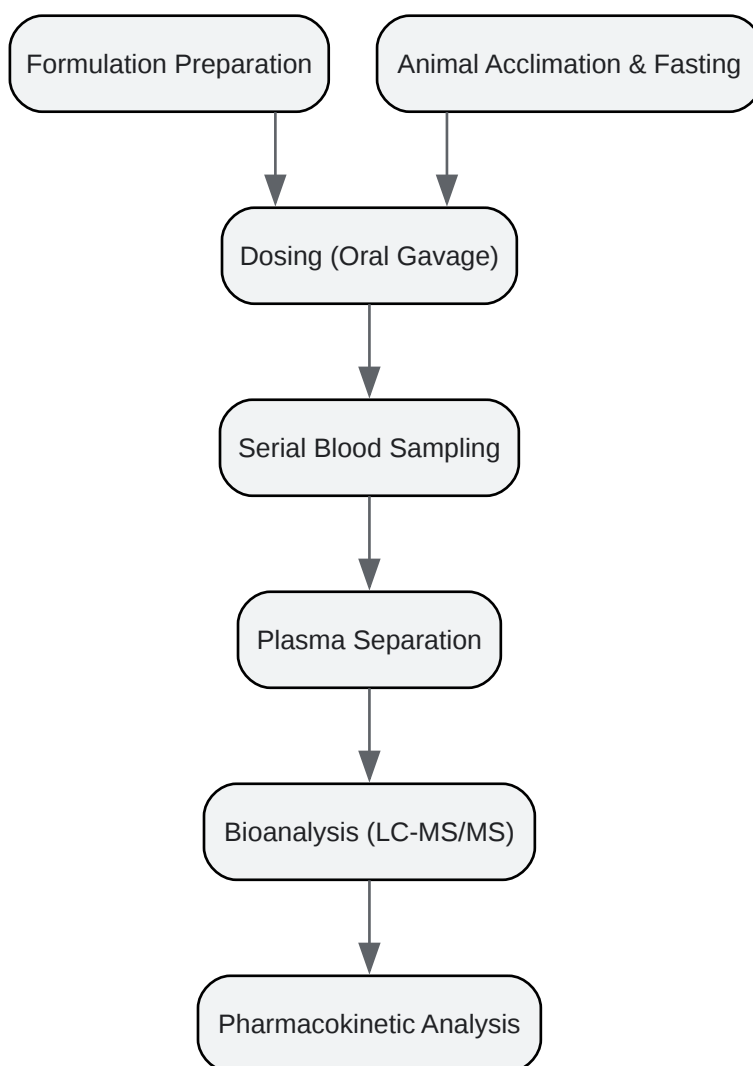 Formulation Preparation
Animal Acclimation & Fasting
Dosing (Oral Gavage)
Serial Blood Sampling
Plasma Separation
Bioanalysis (LC-MS/MS)
Pharmacokinetic Analysis